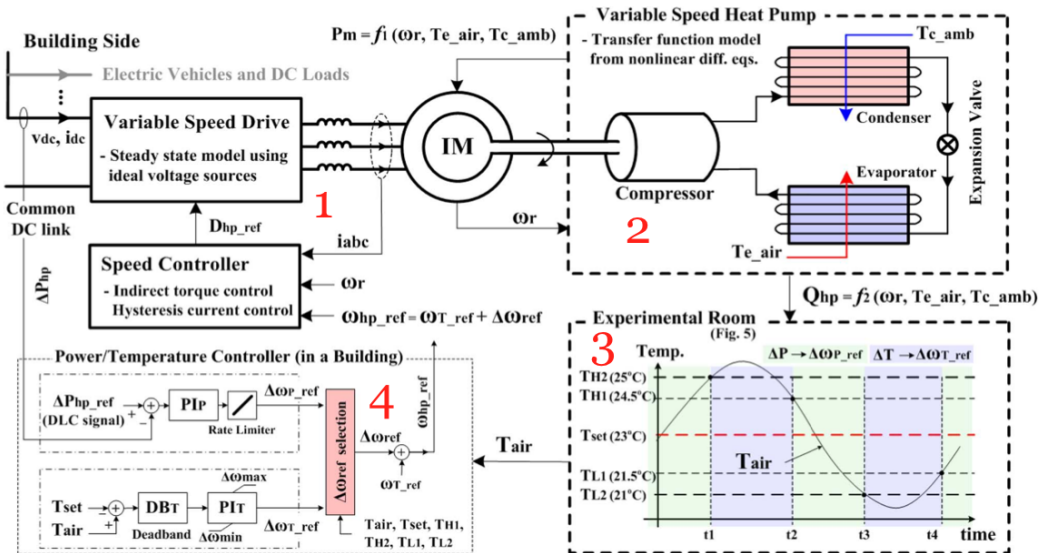 Building Side
Electric Vehicles and DC Loads
vdc, idc
Variable Speed Drive
- Steady state model using
ideal voltage sources
Common
DC link
ΔPhp
Dhp_ref
1
iabc
Speed Controller
- Indirect torque control
Hysteresis current control
ωr
ωhp_ref = ωT_ref + Δωref
Pm = f1 (ωr, Te_air, Tc_amb)
IM
ωr
Variable Speed Heat Pump
- Transfer function model
from nonlinear diff. eqs.
Tc_amb
Condenser
Expansion Valve
Evaporator
Te_air
Compressor
2
Qhp = f2 (ωr, Te_air, Tc_amb)
Experimental Room
(Fig. 5)
3
Temp.
ΔP → ΔωP_ref
ΔT → ΔωT_ref
TH2 (25°C)
TH1 (24.5°C)
Tset (23°C)
TL1 (21.5°C)
TL2 (21°C)
Tair
t1
t2
t3
t4
time
Tair
Power/Temperature Controller (in a Building)
ΔPhp_ref
(DLC signal)
+
−
PIP
Rate Limiter
ΔωP_ref
4
Δωref selection
Δωref
ωhp_ref
ωT_ref
Tset
Tair
−
+
DBT
Deadband
PIT
Δωmax
Δωmin
ΔωT_ref
Tair, Tset, TH1,
TH2, TL1, TL2